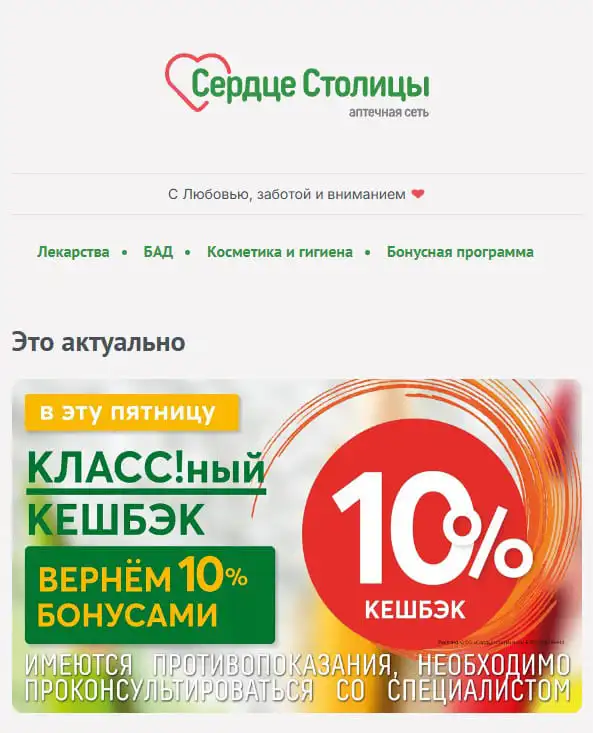 Сердце Столицы
аптечная сеть
С Любовью, заботой и вниманием ❤
Лекарства • БАД • Косметика и гигиена • Бонусная программа
Это актуально
в эту пятницу
КЛАСС!ный
КЕШБЭК
ВЕРНЁМ 10%
БОНУСАМИ
10%
КЕШБЭК
ИМЕЮТСЯ ПРОТИВОПОКАЗАНИЯ, НЕОБХОДИМО
ПРОКОНСУЛЬТИРОВАТЬСЯ СО СПЕЦИАЛИСТОМ